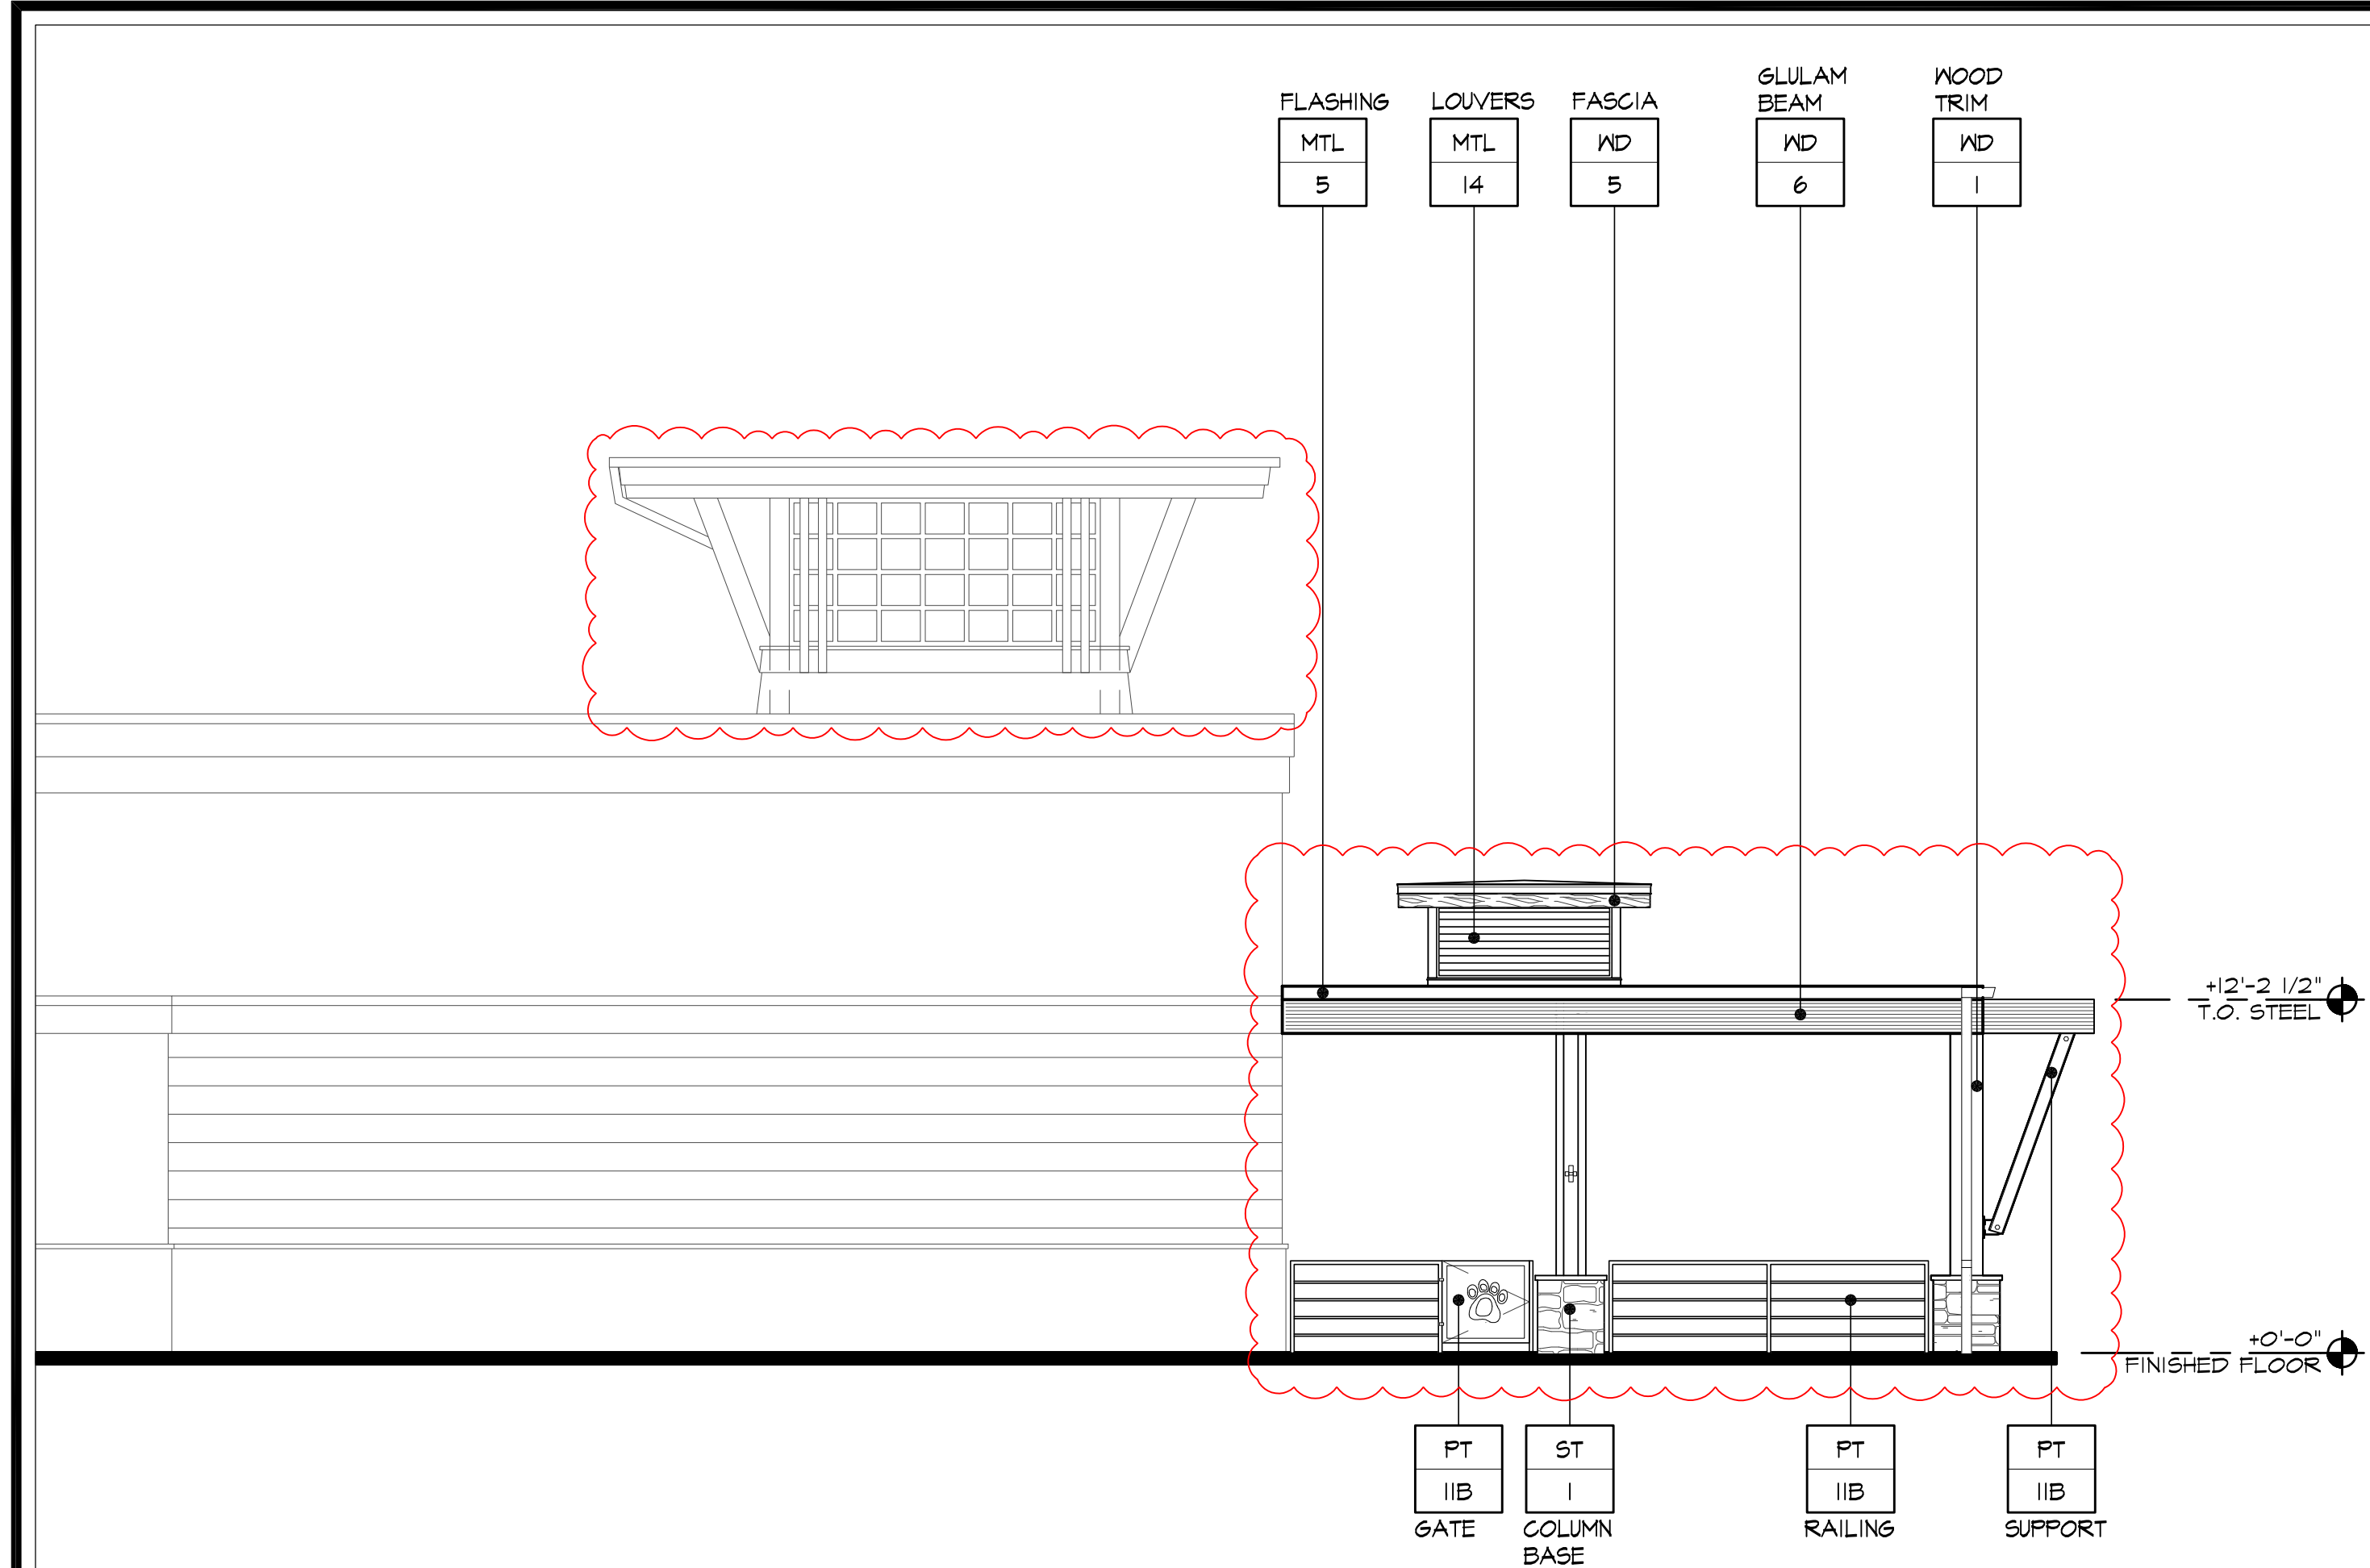 FLASHING
MTL
5
LOUVERS
MTL
14
FASCIA
WD
5
GLULAM
BEAM
WD
6
WOOD
TRIM
WD
1
+12'-2 1/2"
T.O. STEEL
+0'-0"
FINISHED FLOOR
PT
11B
GATE
ST
1
COLUMN
BASE
PT
11B
RAILING
PT
11B
SUPPORT